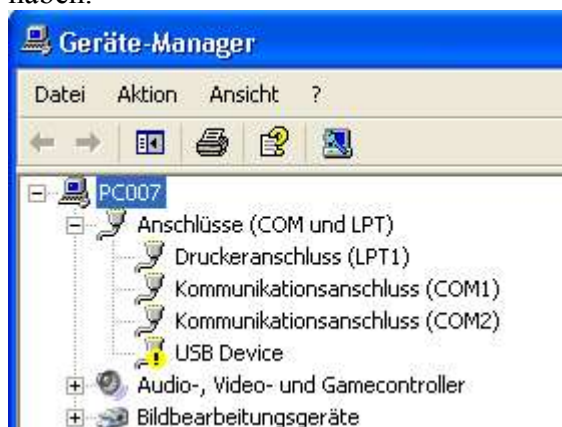 haben.
Geräte-Manager
Datei Aktion Ansicht ?
PC007
Anschlüsse (COM und LPT)
Druckeranschluss (LPT1)
Kommunikationsanschluss (COM1)
Kommunikationsanschluss (COM2)
USB Device
Audio-, Video- und Gamecontroller
Bildbearbeitungsgeräte